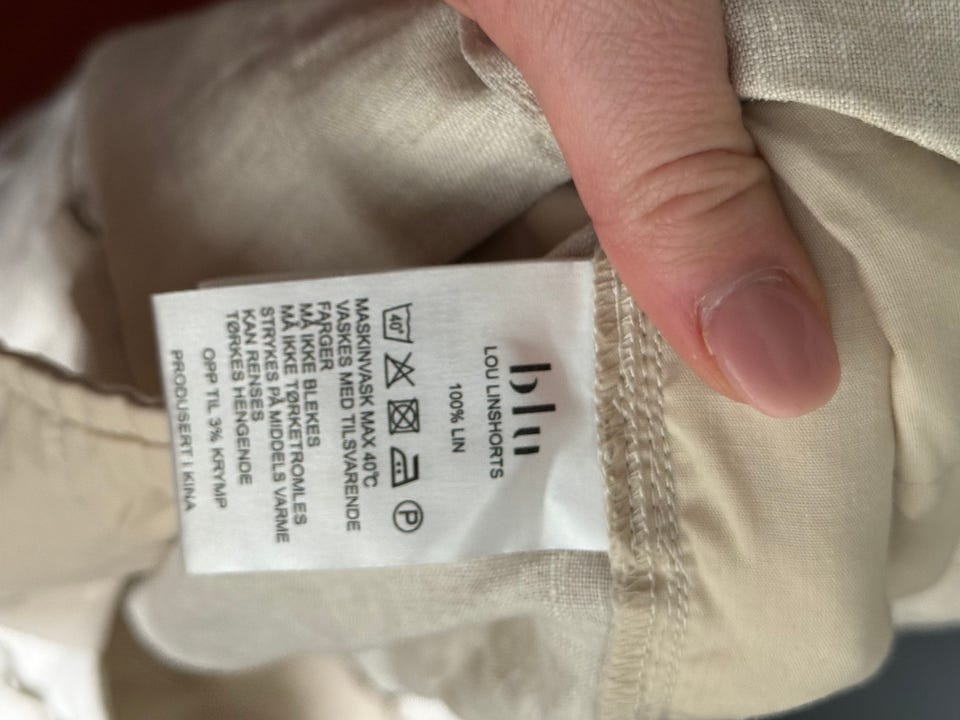 blu
LOU LINSHORTS
100% LIN
40°
P
MASKINVASK MAX 40℃
VASKES MED TILSVARENDE
FARGER
MÅ IKKE BLEKES
MÅ IKKE TØRKETROMLES
STRYKES PÅ MIDDELS VARME
KAN RENSES
TØRKES HENGENDE
OPP TIL 3% KRYMP
PRODUSERT I KINA